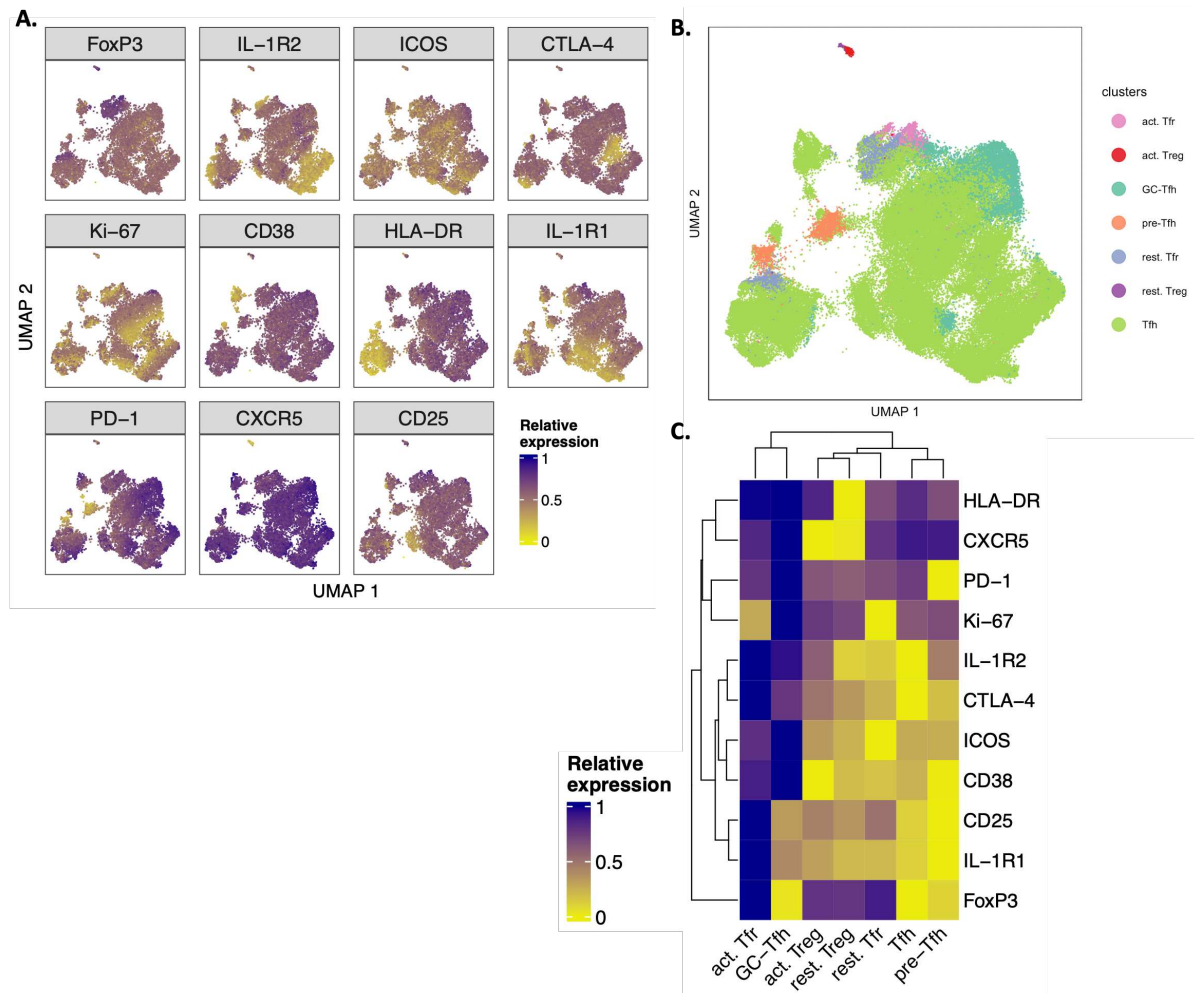 A.
FoxP3
IL-1R2
ICOS
CTLA-4
Ki-67
CD38
HLA-DR
IL-1R1
PD-1
CXCR5
CD25
UMAP 2
UMAP 1
Relative
expression
1
0.5
0
B.
UMAP 2
UMAP 1
clusters
act. Tfr
act. Treg
GC-Tfh
pre-Tfh
rest. Tfr
rest. Treg
Tfh
C.
HLA-DR
CXCR5
PD-1
Ki-67
IL-1R2
CTLA-4
ICOS
CD38
CD25
IL-1R1
FoxP3
act. Tfr
GC-Tfh
act. Treg
rest. Treg
rest. Tfr
Tfh
pre-Tfh
Relative
expression
1
0.5
0